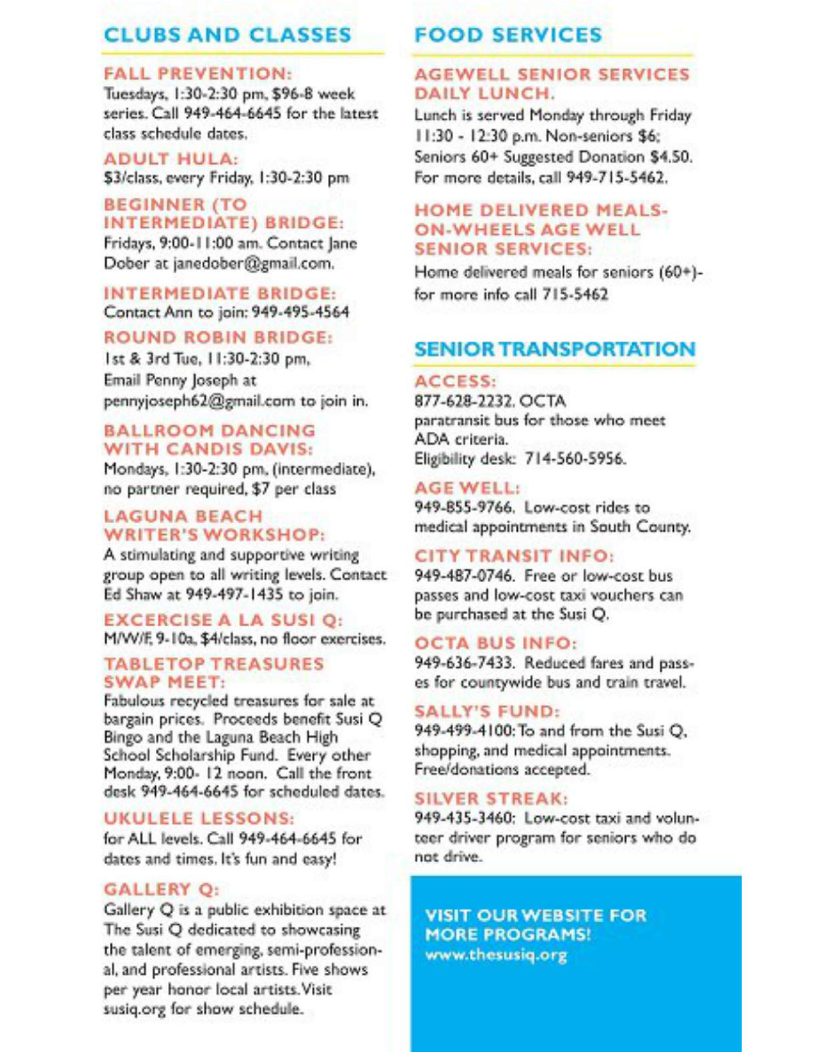 CLUBS AND CLASSES
FALL PREVENTION:
Tuesdays, 1:30-2:30 pm, $96-8 week
series. Call 949-464-6645 for the latest
class schedule dates.
ADULT HULA:
$3/class, every Friday, 1:30-2:30 pm
BEGINNER (TO
INTERMEDIATE) BRIDGE:
Fridays, 9:00-11:00 am. Contact Jane
Dober at janedober@gmail.com.
INTERMEDIATE BRIDGE:
Contact Ann to join: 949-495-4564
ROUND ROBIN BRIDGE:
1st & 3rd Tue, 11:30-2:30 pm,
Email Penny Joseph at
pennyjoseph62@gmail.com to join in.
BALLROOM DANCING
WITH CANDIS DAVIS:
Mondays, 1:30-2:30 pm, (intermediate),
no partner required, $7 per class
LAGUNA BEACH
WRITER'S WORKSHOP:
A stimulating and supportive writing
group open to all writing levels. Contact
Ed Shaw at 949-497-1435 to join.
EXCERCISE A LA SUSI Q:
M/W/F, 9-10a, $4/class, no floor exercises.
TABLETOP TREASURES
SWAP MEET:
Fabulous recycled treasures for sale at
bargain prices. Proceeds benefit Susi Q
Bingo and the Laguna Beach High
School Scholarship Fund. Every other
Monday, 9:00- 12 noon. Call the front
desk 949-464-6645 for scheduled dates.
UKULELE LESSONS:
for ALL levels. Call 949-464-6645 for
dates and times. It's fun and easy!
GALLERY Q:
Gallery Q is a public exhibition space at
The Susi Q dedicated to showcasing
the talent of emerging, semi-profession-
al, and professional artists. Five shows
per year honor local artists. Visit
susiq.org for show schedule.
FOOD SERVICES
AGEWELL SENIOR SERVICES
DAILY LUNCH.
Lunch is served Monday through Friday
11:30 - 12:30 p.m. Non-seniors $6;
Seniors 60+ Suggested Donation $4.50.
For more details, call 949-715-5462.
HOME DELIVERED MEALS-
ON-WHEELS AGE WELL
SENIOR SERVICES:
Home delivered meals for seniors (60+)-
for more info call 715-5462
SENIOR TRANSPORTATION
ACCESS:
877-628-2232. OCTA
paratransit bus for those who meet
ADA criteria.
Eligibility desk: 714-560-5956.
AGE WELL:
949-855-9766. Low-cost rides to
medical appointments in South County.
CITY TRANSIT INFO:
949-487-0746. Free or low-cost bus
passes and low-cost taxi vouchers can
be purchased at the Susi Q.
OCTA BUS INFO:
949-636-7433. Reduced fares and pass-
es for countywide bus and train travel.
SALLY'S FUND:
949-499-4100: To and from the Susi Q,
shopping, and medical appointments.
Free/donations accepted.
SILVER STREAK:
949-435-3460: Low-cost taxi and volun-
teer driver program for seniors who do
not drive.
VISIT OUR WEBSITE FOR
MORE PROGRAMS!
www.thesusiq.org